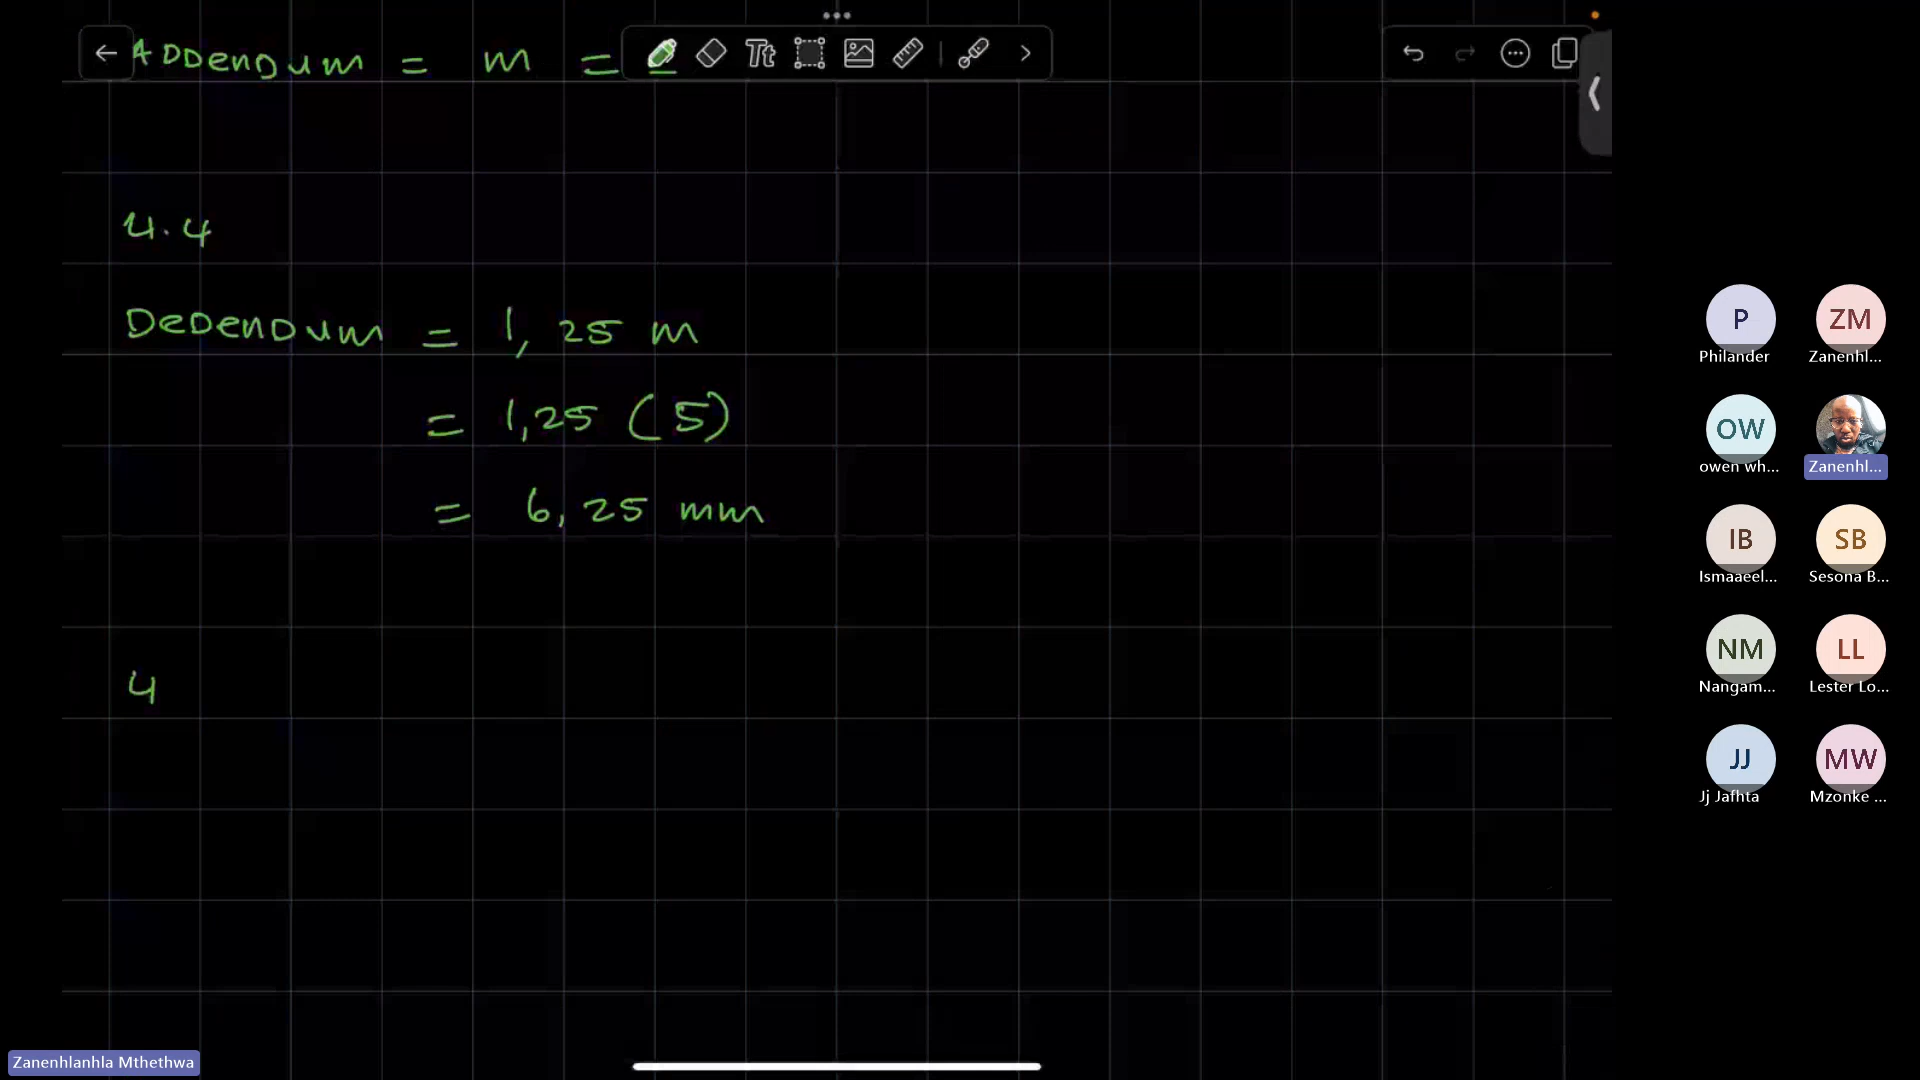 ADDenDum = m =
Tt
4.4
DeDenDum = 1,25 m
= 1,25 (5)
= 6,25 mm
4
P
Philander
ZM
Zanenhl...
OW
owen wh...
Zanenhl...
IB
Ismaaeel...
SB
Sesona B...
NM
Nangam...
LL
Lester Lo...
JJ
Jj Jafhta
MW
Mzonke ...
Zanenhlanhla Mthethwa